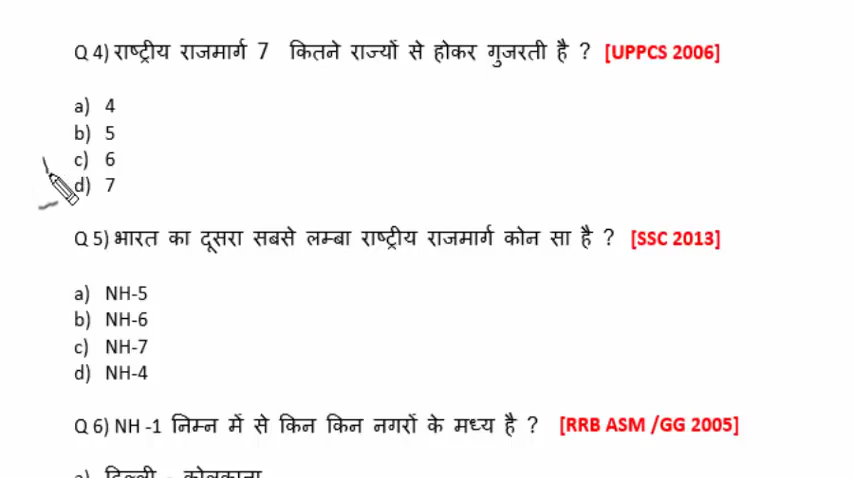 Q 4) राष्ट्रीय राजमार्ग 7 कितने राज्यों से होकर गुजरती है ? [UPPCS 2006]
a) 4
b) 5
c) 6
d) 7
Q 5) भारत का दूसरा सबसे लम्बा राष्ट्रीय राजमार्ग कोन सा है ? [SSC 2013]
a) NH-5
b) NH-6
c) NH-7
d) NH-4
Q 6) NH -1 निम्न में से किन किन नगरों के मध्य है ? [RRB ASM /GG 2005]
a) दिल्ली - कोलकाता